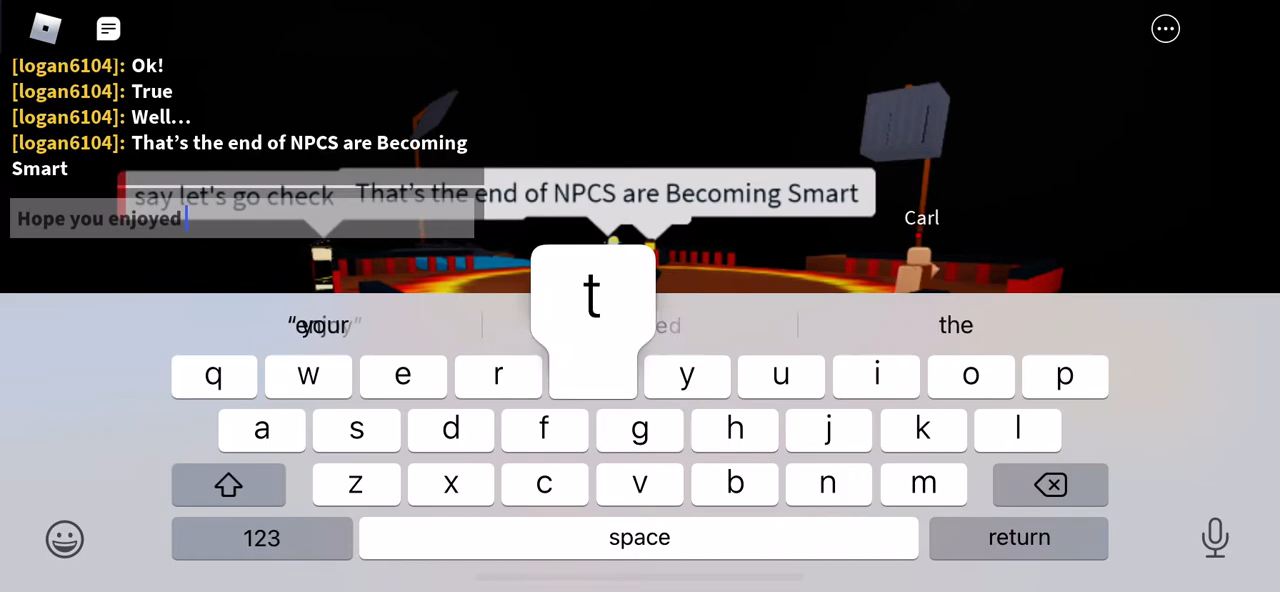 [logan6104]: Ok!
[logan6104]: True
[logan6104]: Well...
[logan6104]: That’s the end of NPCS are Becoming
Smart
say let's go check
That’s the end of NPCS are Becoming Smart
Hope you enjoyed
Carl
t
the
q w e r y u i o p
a s d f g h j k l
z x c v b n m
123 space return